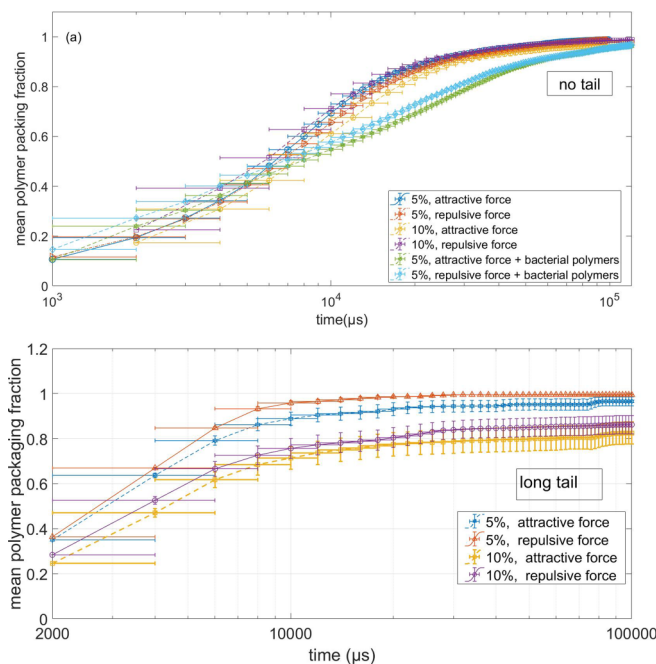 (a)
mean polymer packing fraction
1
0.8
0.6
0.4
0.2
0
no tail
5%, attractive force
5%, repulsive force
10%, attractive force
10%, repulsive force
5%, attractive force + bacterial polymers
5%, repulsive force + bacterial polymers
10³ 10⁴ 10⁵
time(μs)
mean polymer packaging fraction
1.2
1
0.8
0.6
0.4
0.2
0
long tail
5%, attractive force
5%, repulsive force
10%, attractive force
10%, repulsive force
2000 10000 100000
time (μs)